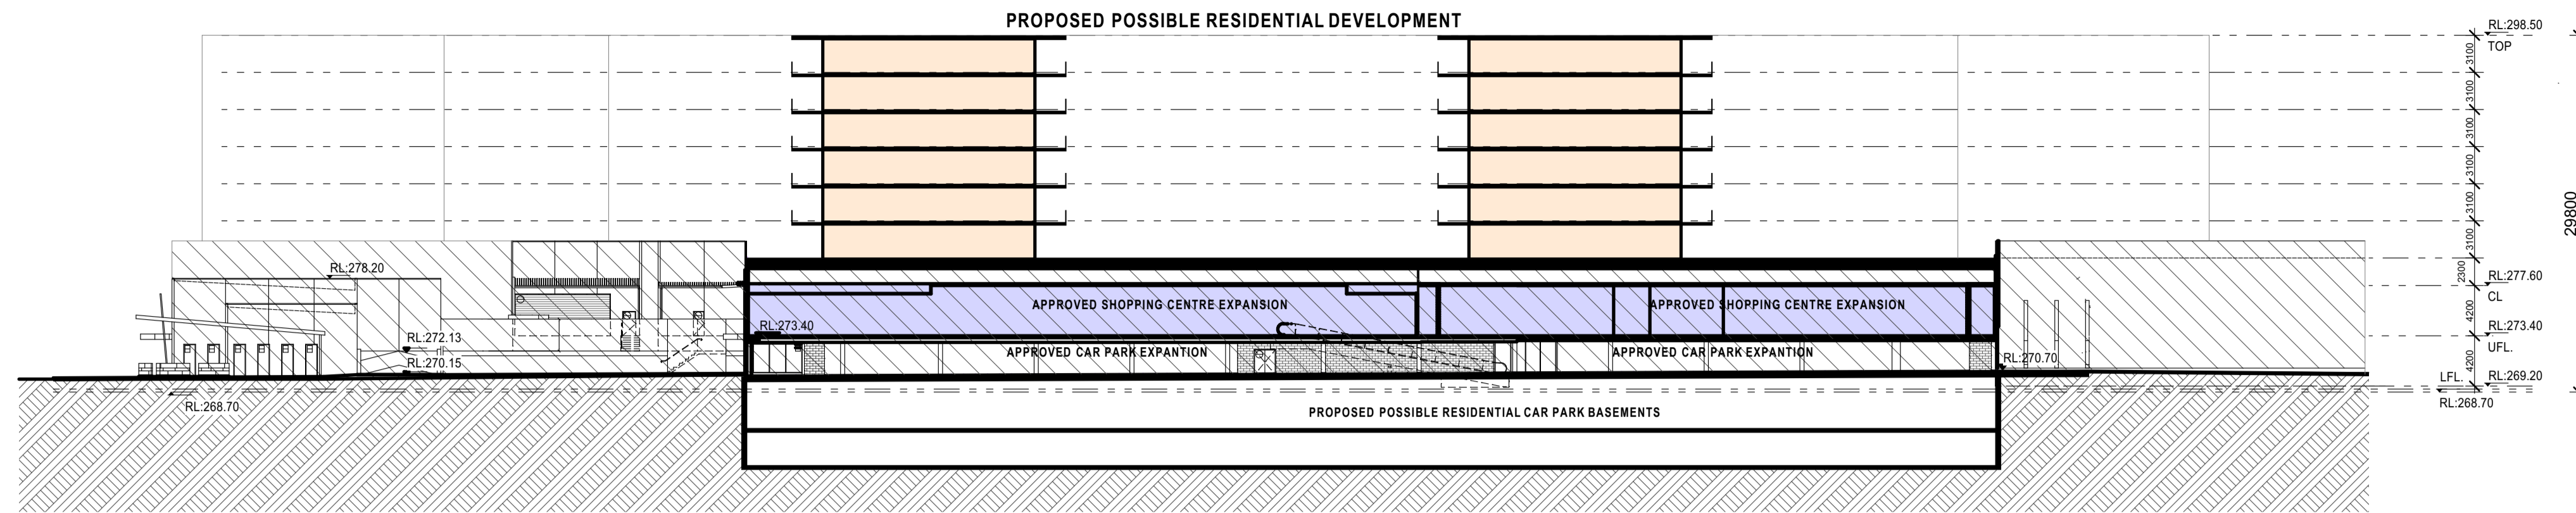 PROPOSED POSSIBLE RESIDENTIAL DEVELOPMENT
RL:298.50
TOP
3100
3100
3100
3100
3100
3100
29800
RL:278.20
2300
RL:277.60
CL
APPROVED SHOPPING CENTRE EXPANSION
APPROVED SHOPPING CENTRE EXPANSION
4200
RL:273.40
RL:273.40
UFL.
RL:272.13
APPROVED CAR PARK EXPANTION
APPROVED CAR PARK EXPANTION
RL:270.70
RL:270.15
4200
LFL.
RL:269.20
RL:268.70
RL:268.70
PROPOSED POSSIBLE RESIDENTIAL CAR PARK BASEMENTS